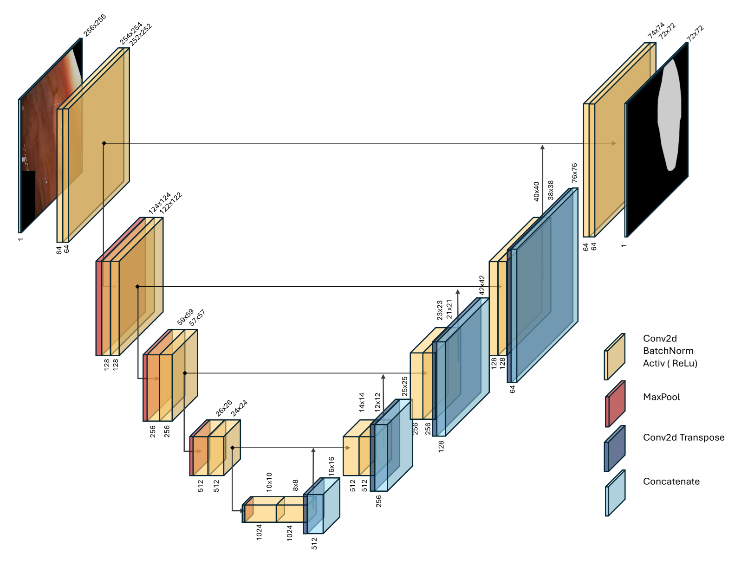 256x256
254x254
252x252
1
64
64
124x124
122x122
128
128
59x59
57x57
256
256
26x26
24x24
512
512
10x10
8x8
1024
1024
16x16
512
14x14
12x12
512
512
25x25
256
23x23
21x21
256
256
42x42
128
40x40
38x38
128
128
76x76
64
74x74
72x72
64
64
72x72
1
Conv2d
BatchNorm
Activ ( ReLu)
MaxPool
Conv2d Transpose
Concatenate